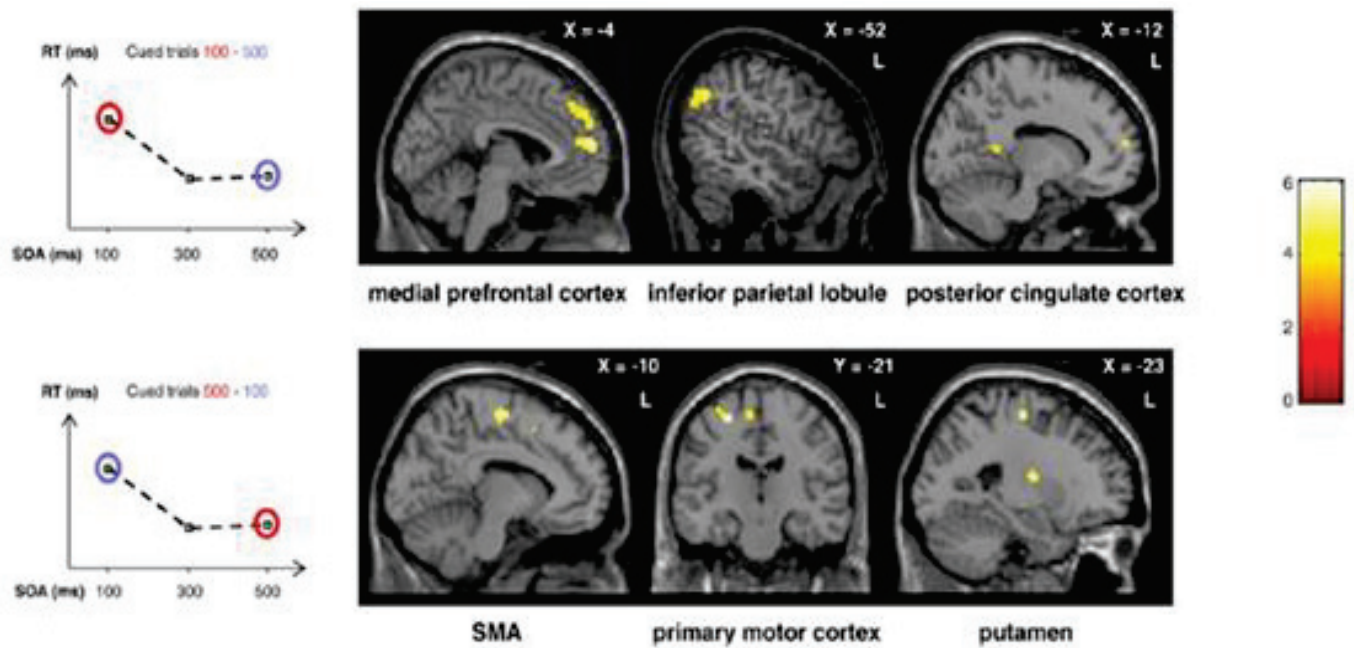 RT (ms) Cued trials 100 - 500
SOA (ms) 100 300 500
X = -4
X = -52
L
X = -12
L
medial prefrontal cortex inferior parietal lobule posterior cingulate cortex
6
4
2
0
RT (ms) Cued trials 500 - 100
SOA (ms) 100 300 500
X = -10
L
Y = -21
L
X = -23
L
SMA primary motor cortex putamen